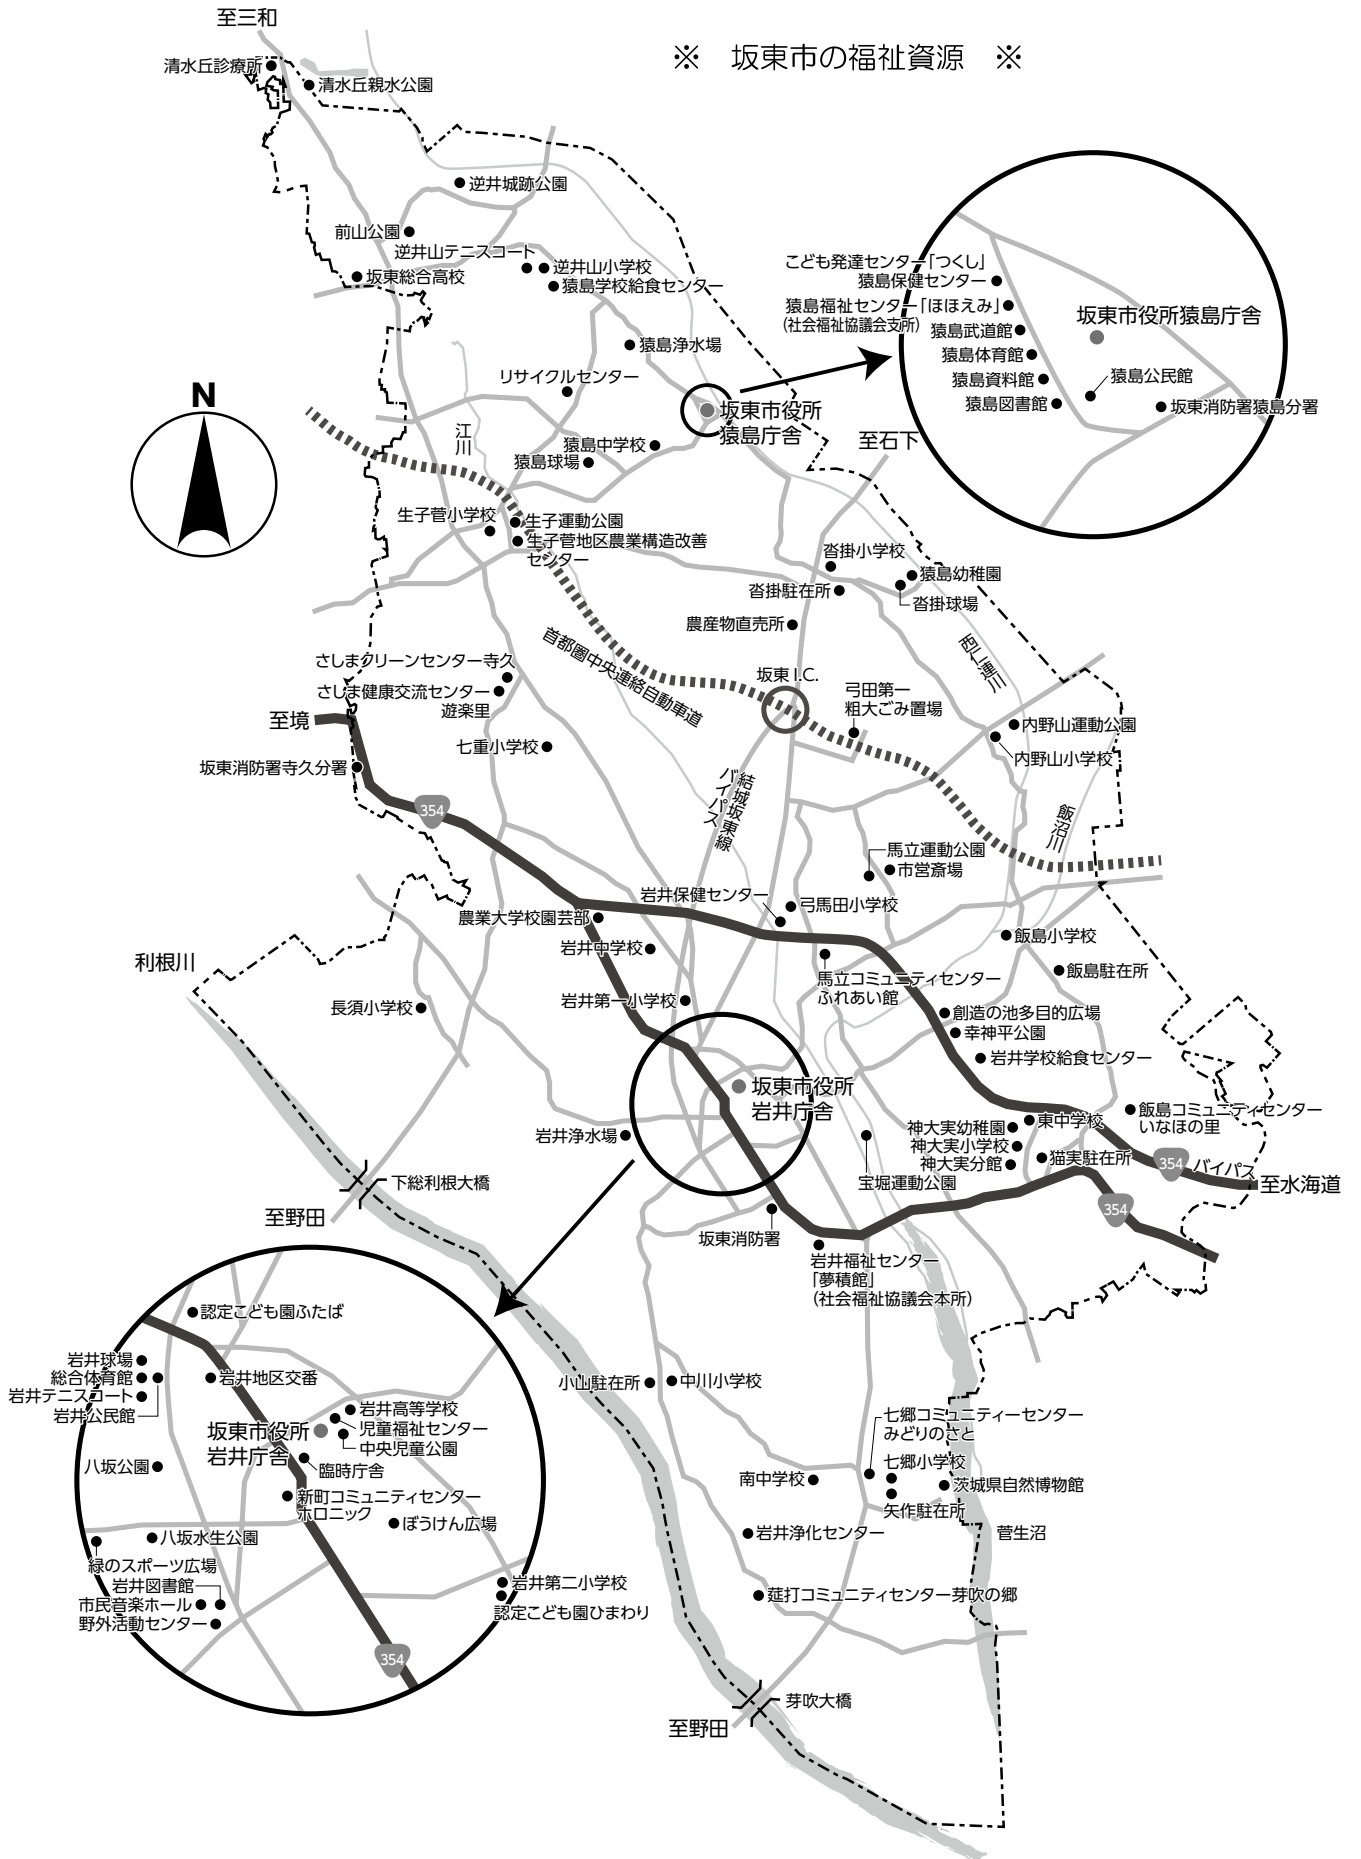 至三和
※　坂東市の福祉資源　※
清水丘診療所
清水丘親水公園
逆井城跡公園
前山公園
逆井山テニスコート
逆井山小学校
坂東総合高校
猿島学校給食センター
猿島浄水場
リサイクルセンター
坂東市役所
猿島庁舎
こども発達センター「つくし」
猿島保健センター
猿島福祉センター「ほほえみ」
(社会福祉協議会支所)
猿島武道館
猿島体育館
猿島資料館
猿島図書館
坂東市役所猿島庁舎
猿島公民館
坂東消防署猿島分署
N
江川
猿島中学校
猿島球場
至石下
生子菅小学校
生子運動公園
生子菅地区農業構造改善
センター
沓掛小学校
猿島幼稚園
沓掛駐在所
沓掛球場
農産物直売所
西仁連川
首都圏中央連絡自動車道
さしまクリーンセンター寺久
さしま健康交流センター
遊楽里
坂東 I.C.
弓田第一
粗大ごみ置場
至境
内野山運動公園
内野山小学校
七重小学校
坂東消防署寺久分署
354
結城坂東線
バイパス
飯沼川
馬立運動公園
市営斎場
岩井保健センター
弓馬田小学校
農業大学校園芸部
岩井中学校
飯島小学校
利根川
飯島駐在所
馬立コミュニティセンター
ふれあい館
長須小学校
岩井第一小学校
創造の池多目的広場
幸神平公園
岩井学校給食センター
坂東市役所
岩井庁舎
飯島コミュニティセンター
いなほの里
東中学校
神大実幼稚園
神大実小学校
神大実分館
猫実駐在所
岩井浄水場
宝堀運動公園
354
バイパス
至水海道
354
下総利根大橋
至野田
坂東消防署
岩井福祉センター
「夢積館」
(社会福祉協議会本所)
認定こども園ふたば
岩井球場
総合体育館
岩井テニスコート
岩井公民館
岩井地区交番
岩井高等学校
児童福祉センター
中央児童公園
坂東市役所
岩井庁舎
臨時庁舎
八坂公園
新町コミュニティセンター
ホロニック
ぼうけん広場
八坂水生公園
緑のスポーツ広場
岩井図書館
市民音楽ホール
野外活動センター
岩井第二小学校
認定こども園ひまわり
354
小山駐在所
中川小学校
七郷コミュニティーセンター
みどりのさと
七郷小学校
南中学校
茨城県自然博物館
矢作駐在所
岩井浄化センター
菅生沼
莚打コミュニティセンター芽吹の郷
芽吹大橋
至野田